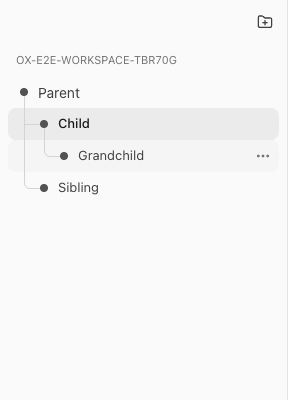 OX-E2E-WORKSPACE-TBR70G
Parent
Child
Grandchild
Sibling